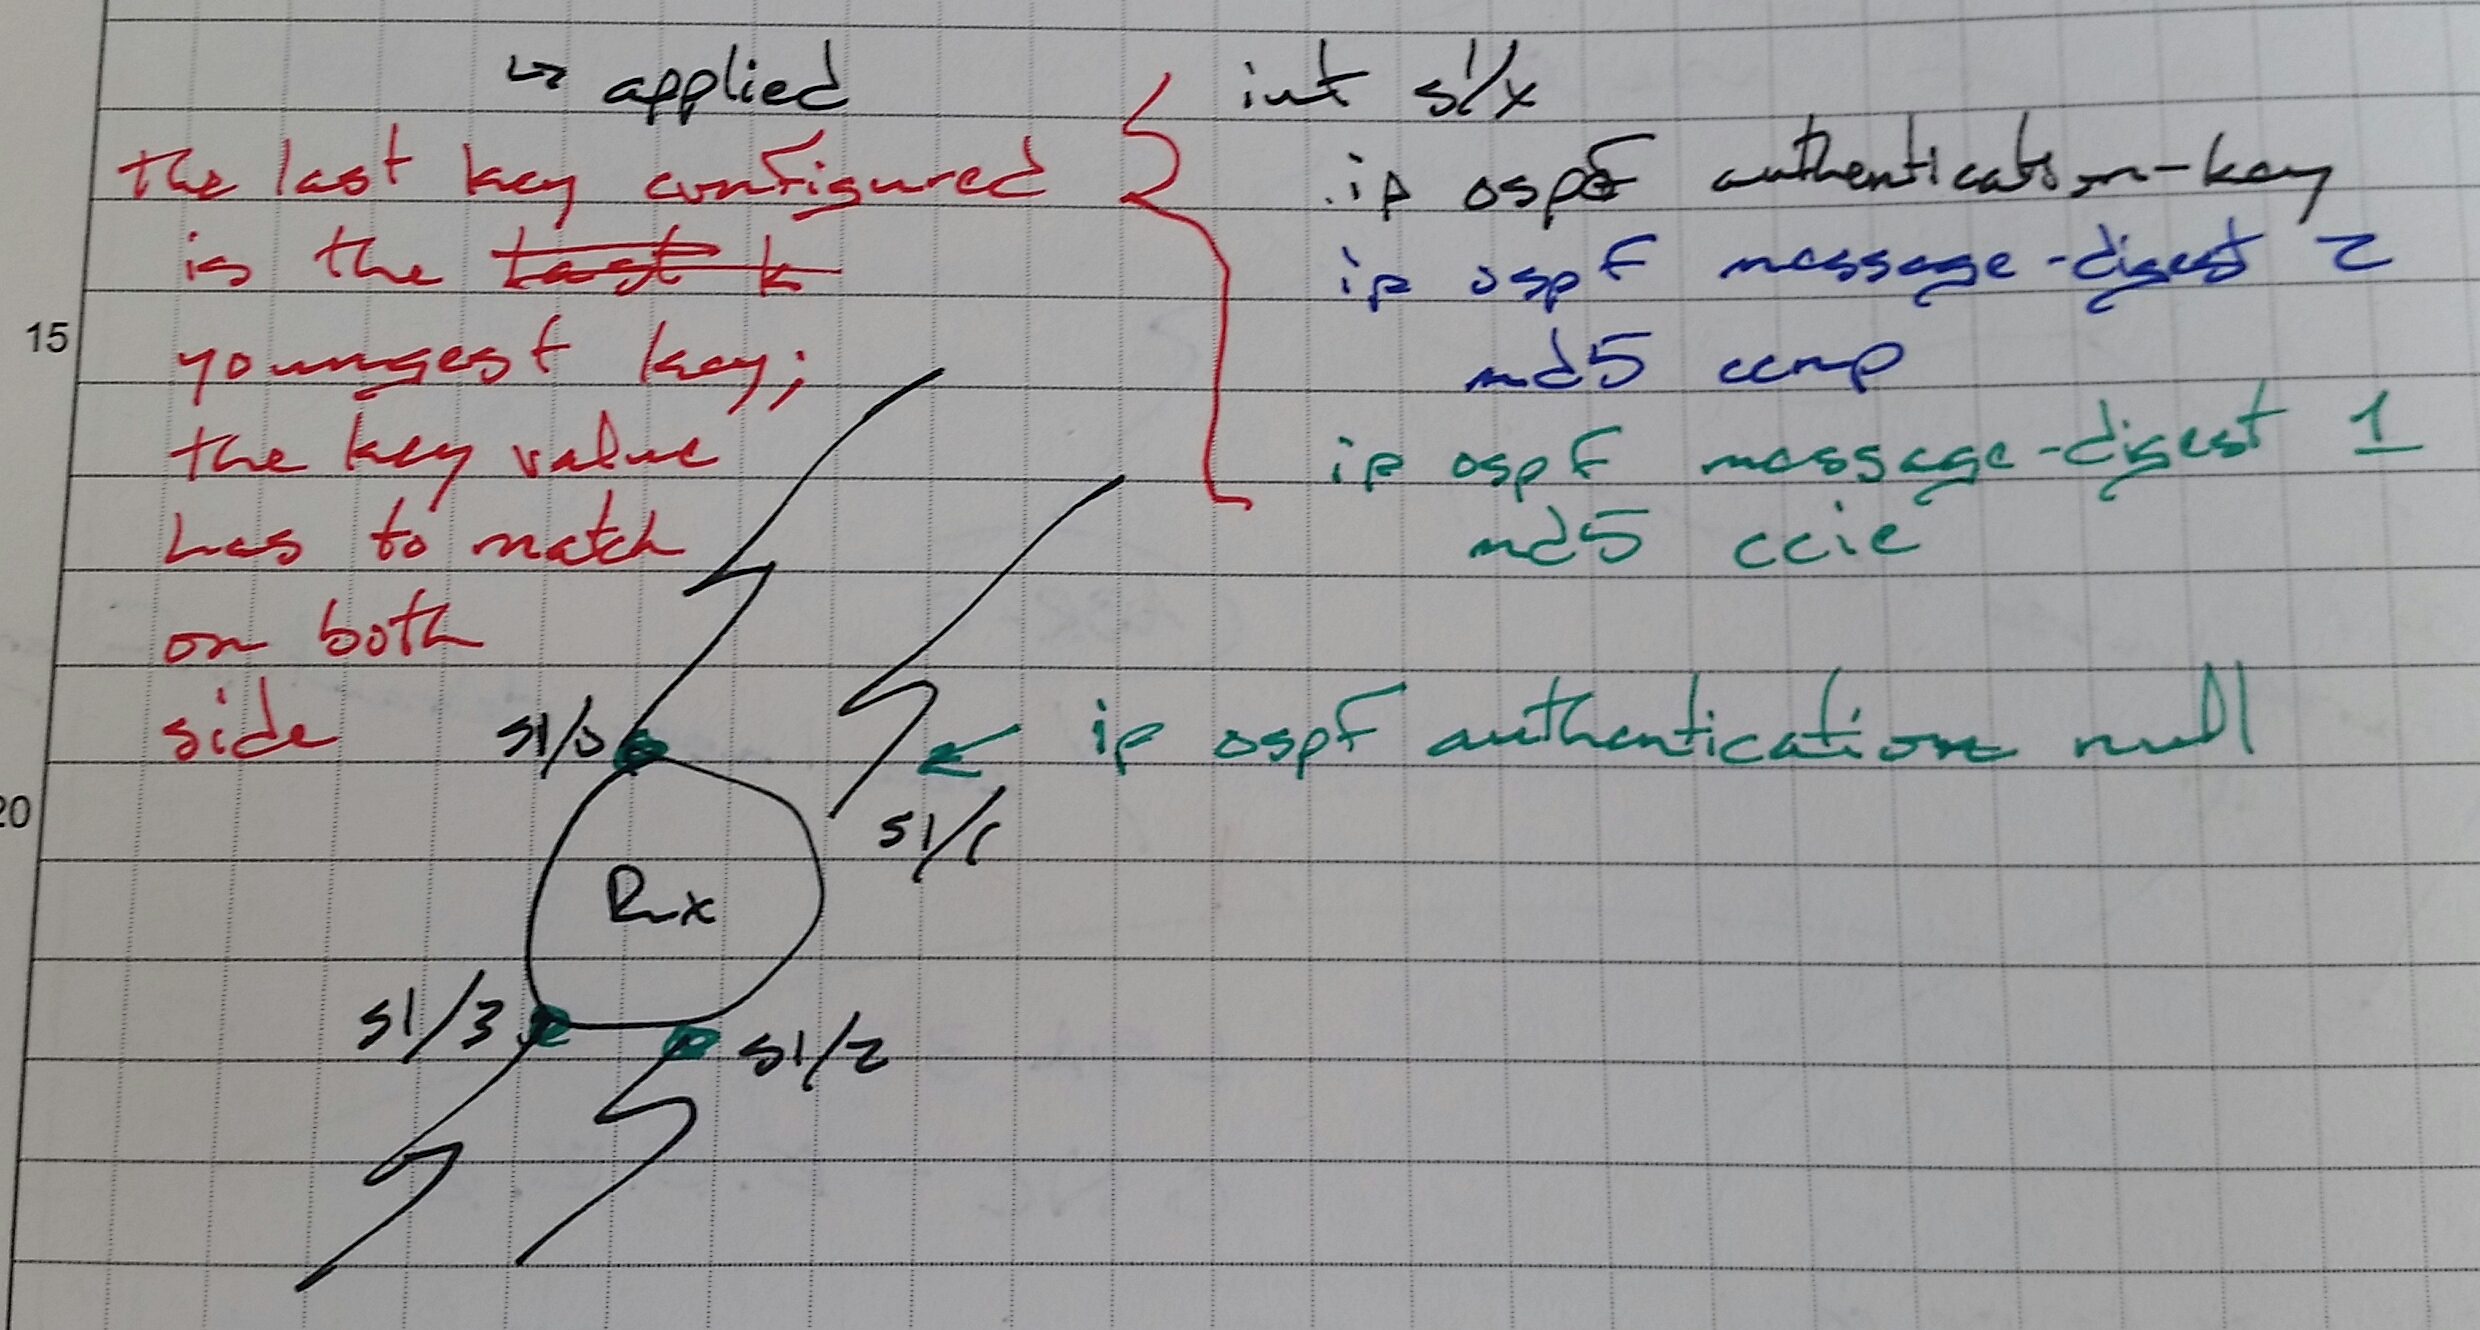 ↳ applied
the last key configured
is the last k
youngest key;
the key value
has to match
on both
side
int s1/x
ip ospf authentication-key
ip ospf message-digest 2
md5 ccnp
ip ospf message-digest 1
md5 ccie
ip ospf authentication null
s1/0
s1/1
Rx
s1/3
s1/2
15
20